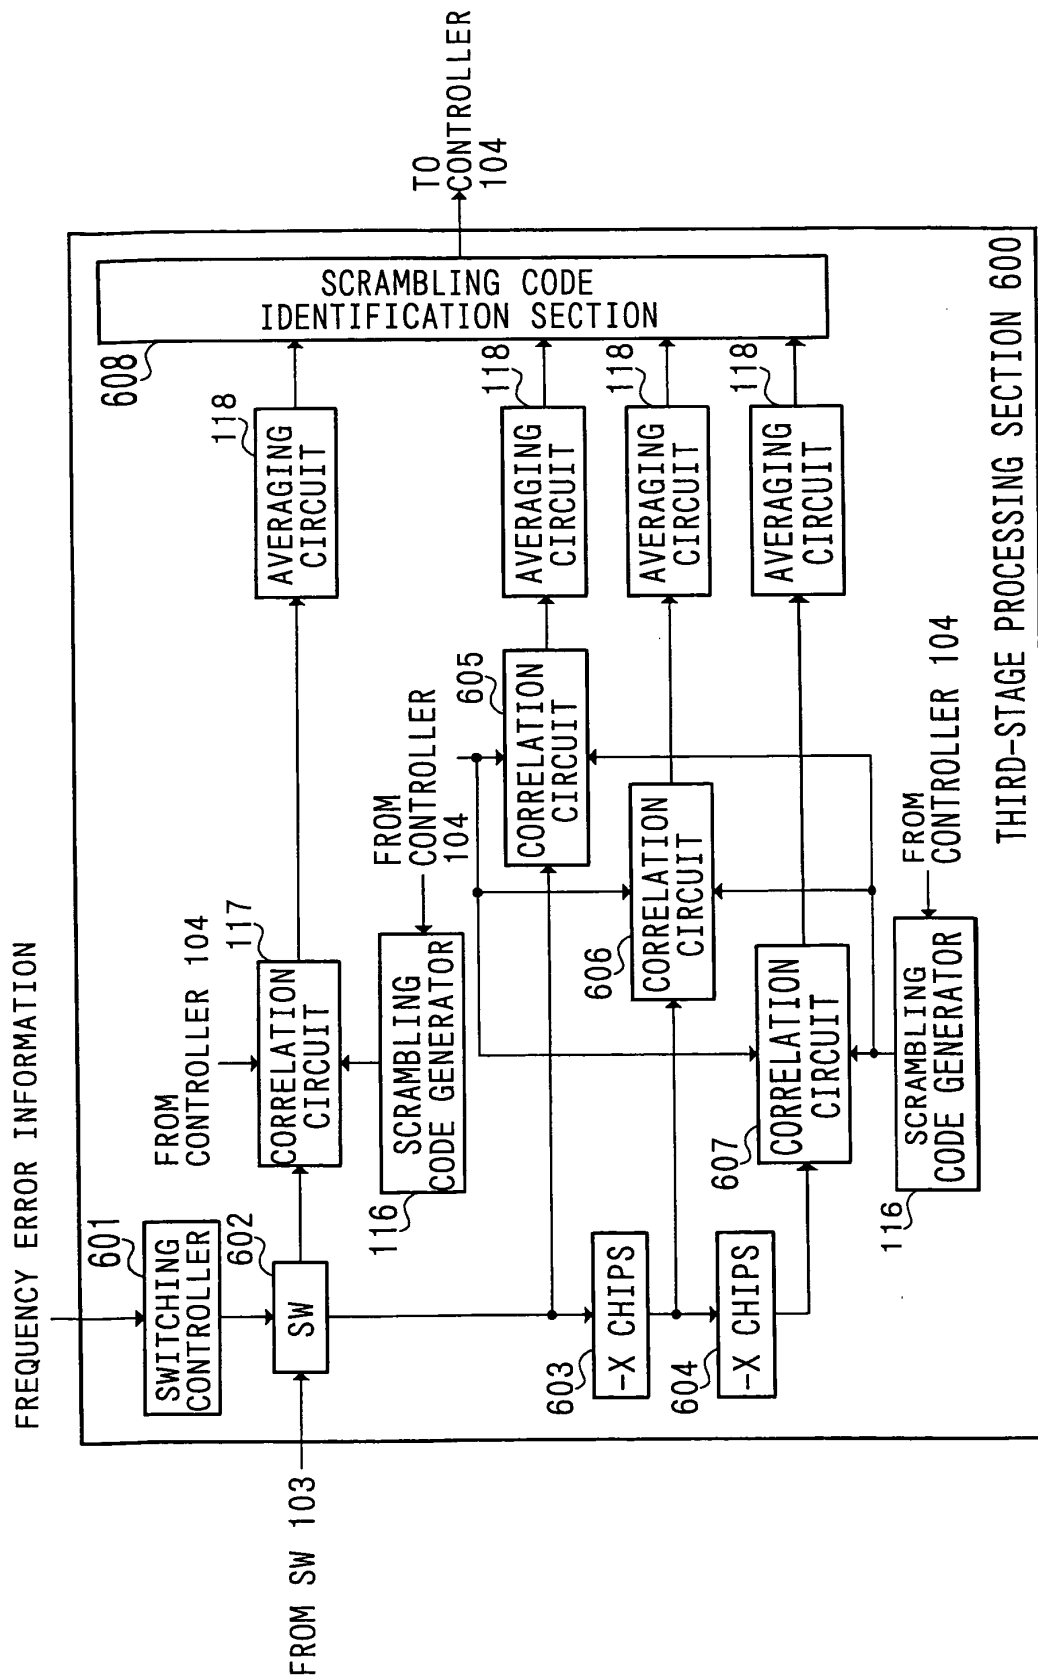 FREQUENCY ERROR INFORMATION
FROM SW 103
601
SWITCHING
CONTROLLER
602
SW
FROM
CONTROLLER 104
117
CORRELATION
CIRCUIT
118
AVERAGING
CIRCUIT
608
SCRAMBLING CODE
IDENTIFICATION SECTION
TO
CONTROLLER
104
116
SCRAMBLING
CODE GENERATOR
FROM
CONTROLLER
104
605
CORRELATION
CIRCUIT
118
AVERAGING
CIRCUIT
603
-X CHIPS
606
CORRELATION
CIRCUIT
118
AVERAGING
CIRCUIT
604
-X CHIPS
607
CORRELATION
CIRCUIT
118
AVERAGING
CIRCUIT
116
SCRAMBLING
CODE GENERATOR
FROM
CONTROLLER 104
THIRD-STAGE PROCESSING SECTION 600